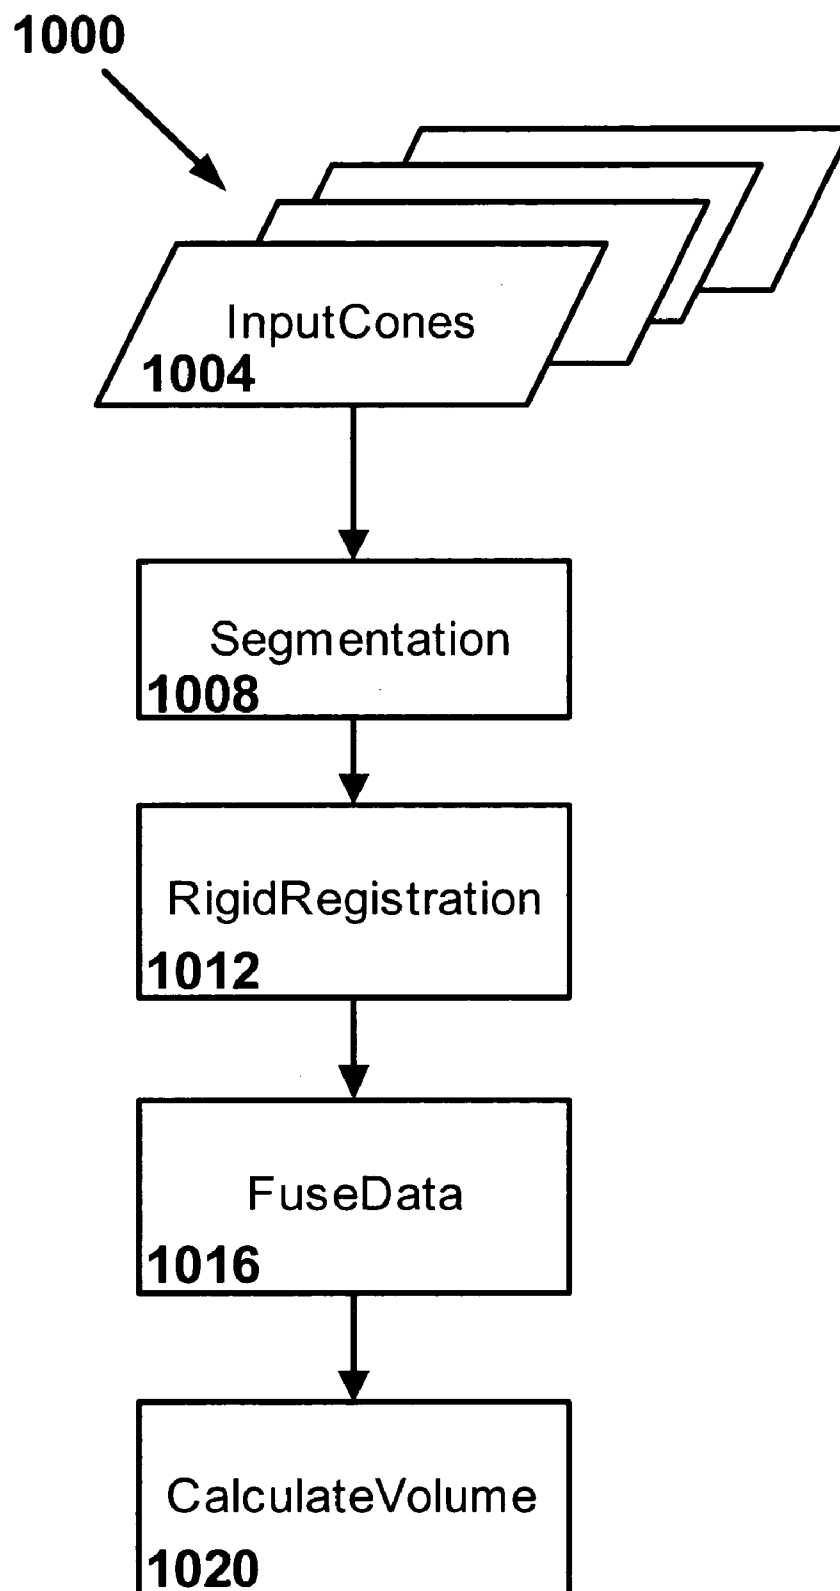 1000
InputCones
1004
Segmentation
1008
RigidRegistration
1012
FuseData
1016
CalculateVolume
1020